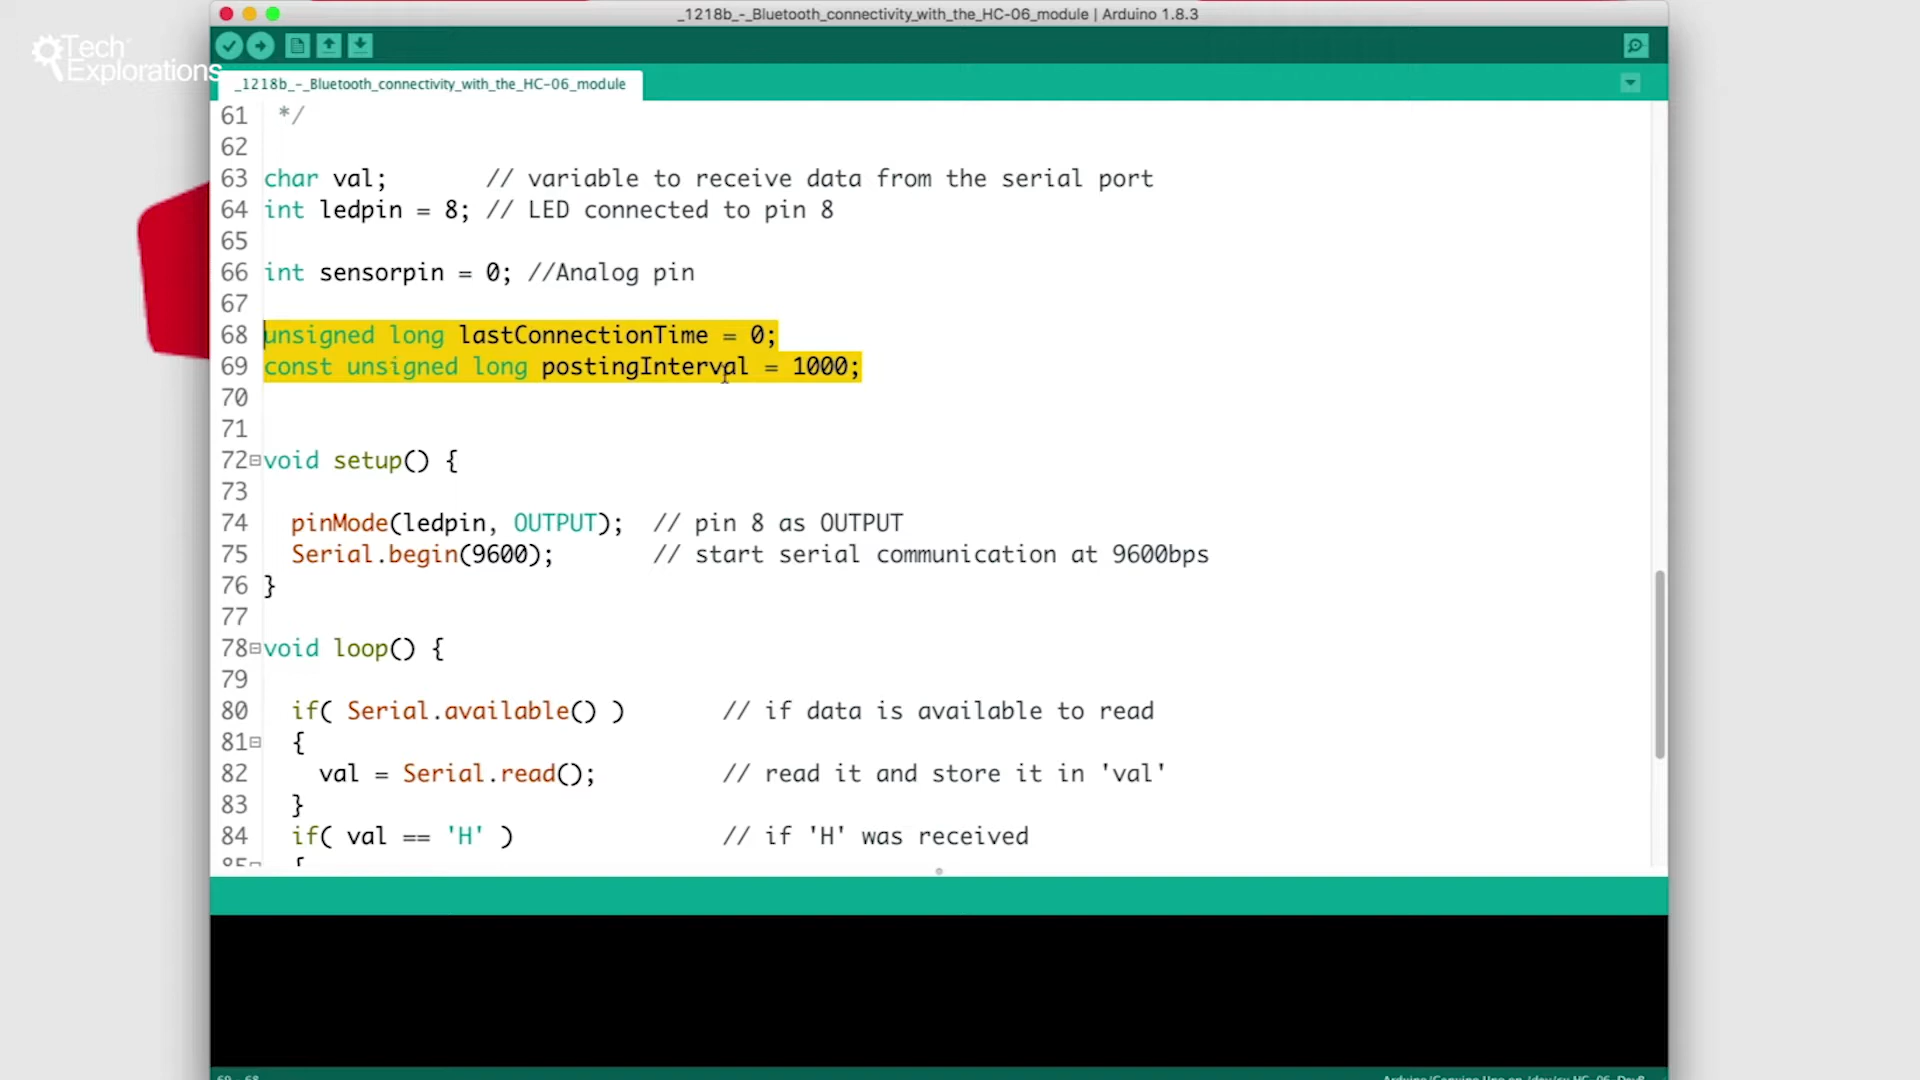 _1218b_-_Bluetooth_connectivity_with_the_HC-06_module | Arduino 1.8.3
Tech
Explorations
_1218b_-_Bluetooth_connectivity_with_the_HC-06_module
61 */
62
63 char val; // variable to receive data from the serial port
64 int ledpin = 8; // LED connected to pin 8
65
66 int sensorpin = 0; //Analog pin
67
68 unsigned long lastConnectionTime = 0;
69 const unsigned long postingInterval = 1000;
70
71
72 void setup() {
73
74 pinMode(ledpin, OUTPUT); // pin 8 as OUTPUT
75 Serial.begin(9600); // start serial communication at 9600bps
76 }
77
78 void loop() {
79
80 if( Serial.available() ) // if data is available to read
81 {
82 val = Serial.read(); // read it and store it in 'val'
83 }
84 if( val == 'H' ) // if 'H' was received
85 {